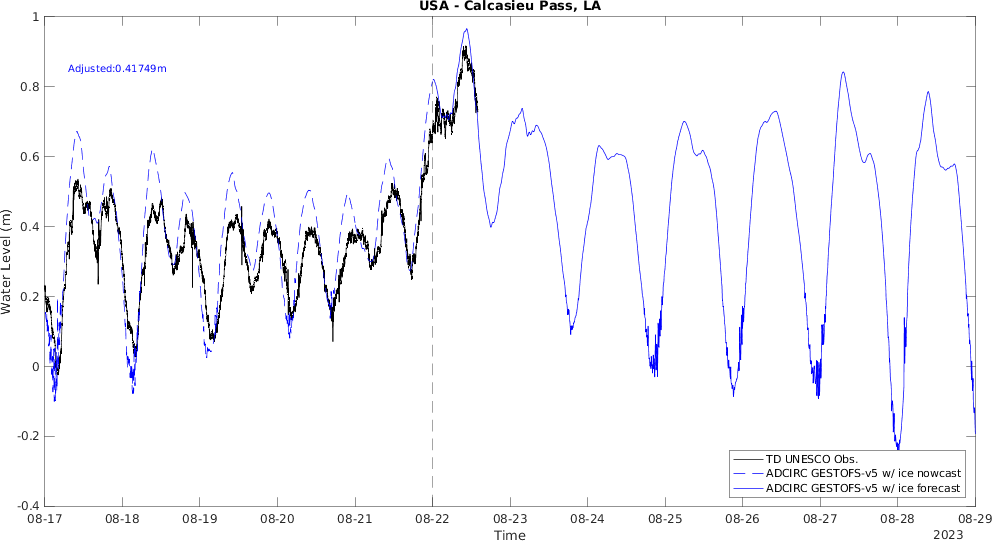 USA - Calcasieu Pass, LA
Adjusted:0.41749m
Water Level (m)
1
0.8
0.6
0.4
0.2
0
-0.2
-0.4
TD UNESCO Obs.
ADCIRC GESTOFS-v5 w/ ice nowcast
ADCIRC GESTOFS-v5 w/ ice forecast
08-17 08-18 08-19 08-20 08-21 08-22 08-23 08-24 08-25 08-26 08-27 08-28 08-29
Time
2023